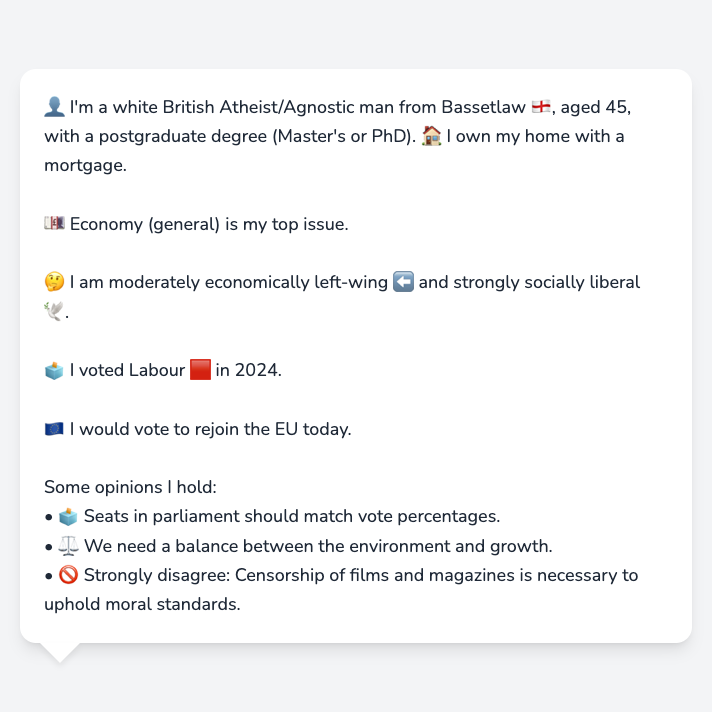 👤 I'm a white British Atheist/Agnostic man from Bassetlaw 🏴󠁧󠁢󠁥󠁮󠁧󠁿, aged 45,
with a postgraduate degree (Master's or PhD). 🏠 I own my home with a
mortgage.
💷 Economy (general) is my top issue.
🤔 I am moderately economically left-wing ⬅️ and strongly socially liberal
🕊️.
🗳️ I voted Labour 🟥 in 2024.
🇪🇺 I would vote to rejoin the EU today.
Some opinions I hold:
• 🗳️ Seats in parliament should match vote percentages.
• ⚖️ We need a balance between the environment and growth.
• 🚫 Strongly disagree: Censorship of films and magazines is necessary to
uphold moral standards.